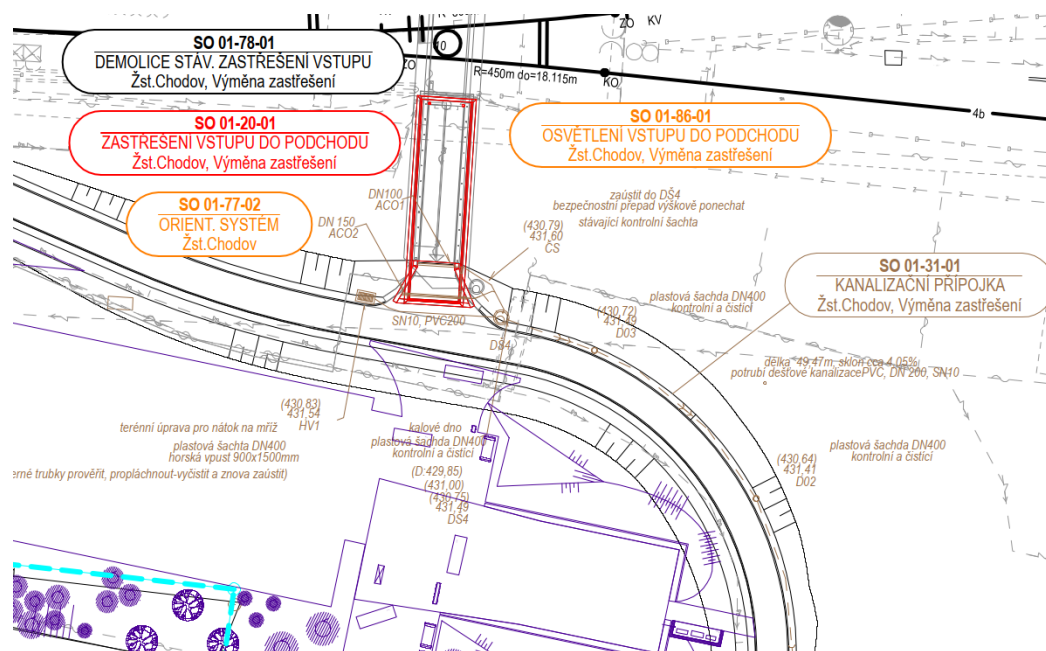 ZO KV
SO 01-78-01
DEMOLICE STÁV. ZASTŘEŠENÍ VSTUPU
Žst.Chodov, Výměna zastřešení
10
ZO
R=450m do=18.115m
KO
4b
SO 01-20-01
ZASTŘEŠENÍ VSTUPU DO PODCHODU
Žst.Chodov, Výměna zastřešení
SO 01-86-01
OSVĚTLENÍ VSTUPU DO PODCHODU
Žst.Chodov, Výměna zastřešení
SO 01-77-02
ORIENT. SYSTÉM
Žst.Chodov
DN100
ACO1
DN 150
ACO2
zaústit do DŠ4
bezpečnostní přepad výškově ponechat
stávající kontrolní šachta
(430,79)
431,60
ČS
SO 01-31-01
KANALIZAČNÍ PŘÍPOJKA
Žst.Chodov, Výměna zastřešení
plastová šachda DN400
kontrolní a čistící
(430,72)
431,49
D03
SN10, PVC200
DŠ4
délka 49,47m, sklon cca 4.05%
potrubí dešťové kanalizacePVC, DN 200, SN10
(430,83)
431,54
HV1
terénní úprava pro nátok na mříž
plastová šachta DN400
horská vpust 900x1500mm
erné trubky prověřit, propláchnout-vyčistit a znova zaústit)
kalové dno
plastová šachda DN400
kontrolní a čistící
(D:429,85)
(431,00)
(430,75)
431,49
DŠ4
plastová šachda DN400
kontrolní a čistící
(430,64)
431,41
D02